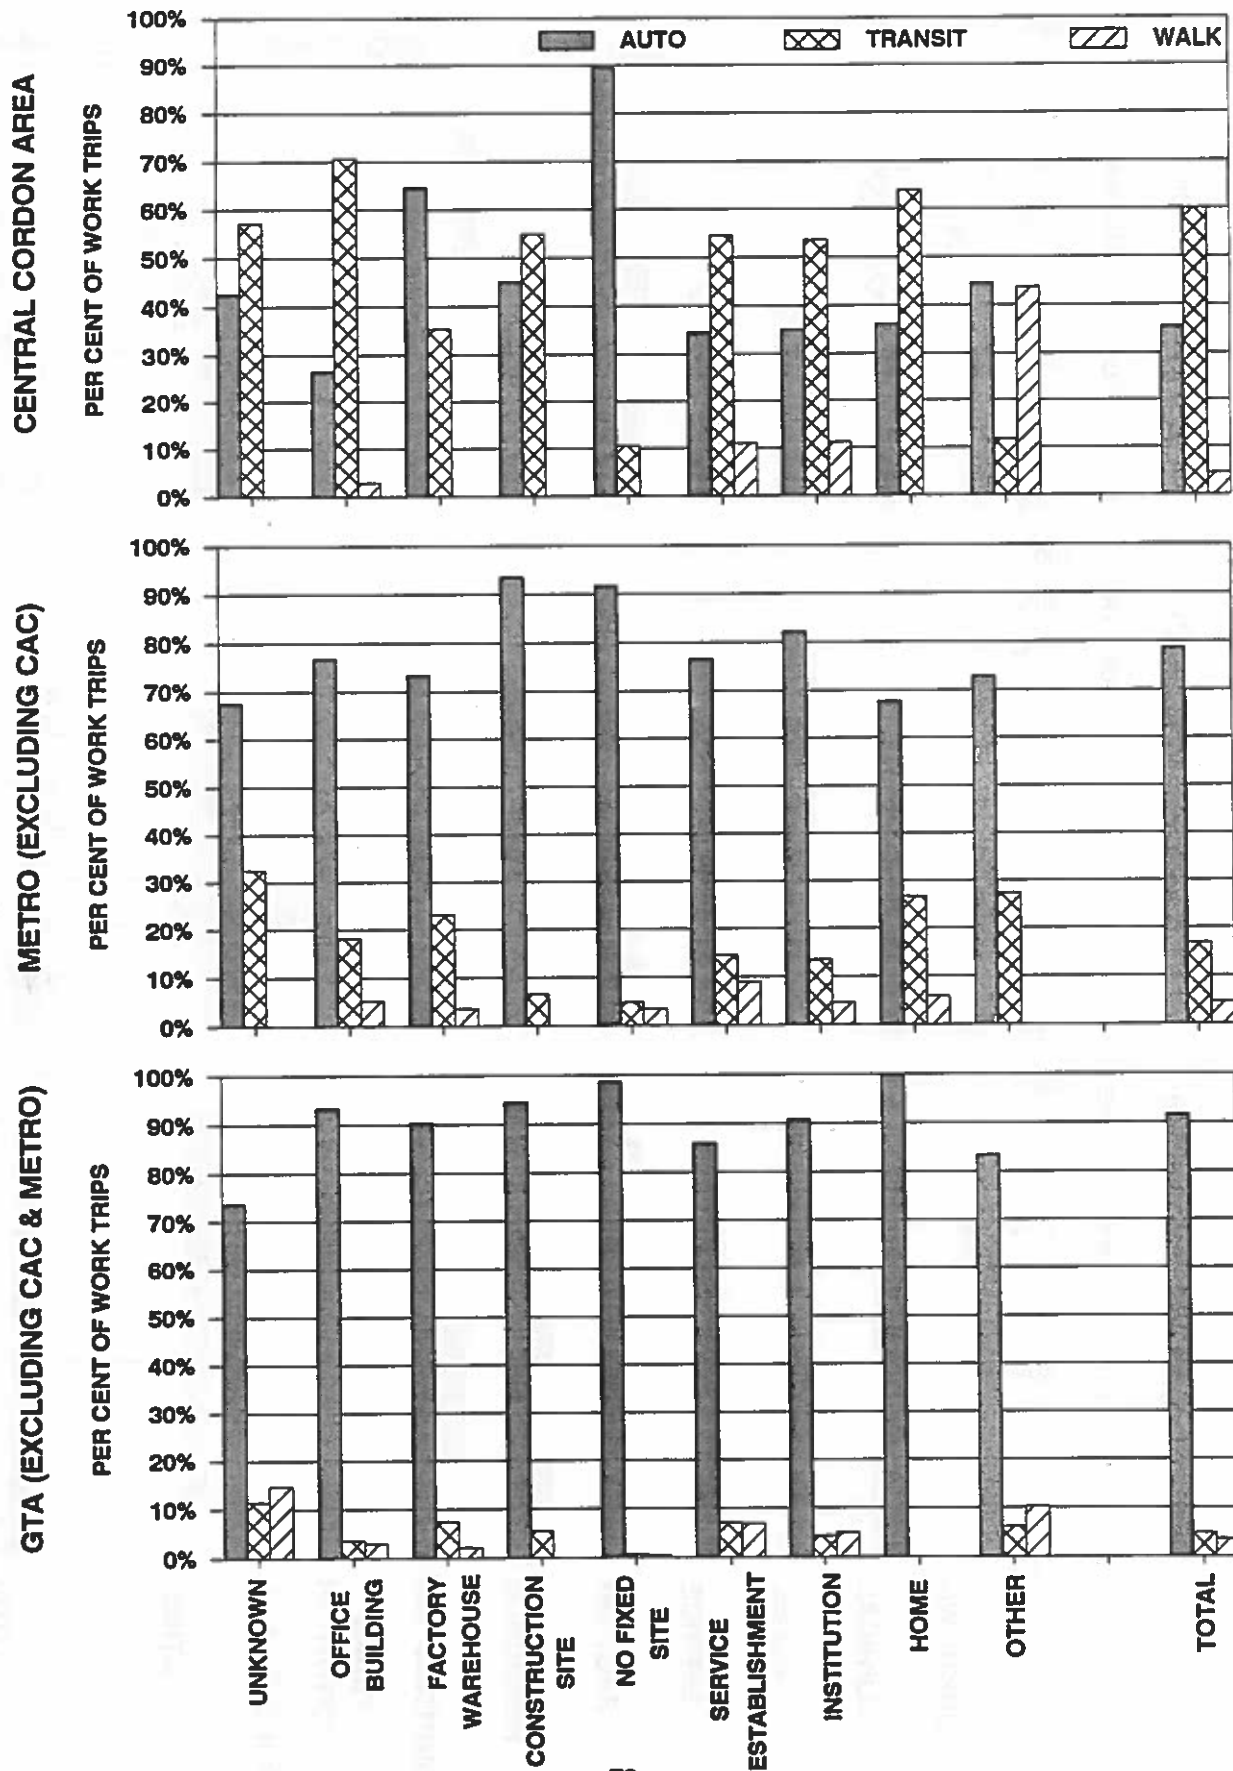 AUTO TRANSIT WALK
CENTRAL CORDON AREA
PER CENT OF WORK TRIPS
100%
90%
80%
70%
60%
50%
40%
30%
20%
10%
0%
METRO (EXCLUDING CAC)
PER CENT OF WORK TRIPS
100%
90%
80%
70%
60%
50%
40%
30%
20%
10%
0%
GTA (EXCLUDING CAC & METRO)
PER CENT OF WORK TRIPS
100%
90%
80%
70%
60%
50%
40%
30%
20%
10%
0%
UNKNOWN
OFFICE
BUILDING
FACTORY
WAREHOUSE
CONSTRUCTION
SITE
NO FIXED
SITE
SERVICE
ESTABLISHMENT
INSTITUTION
HOME
OTHER
TOTAL